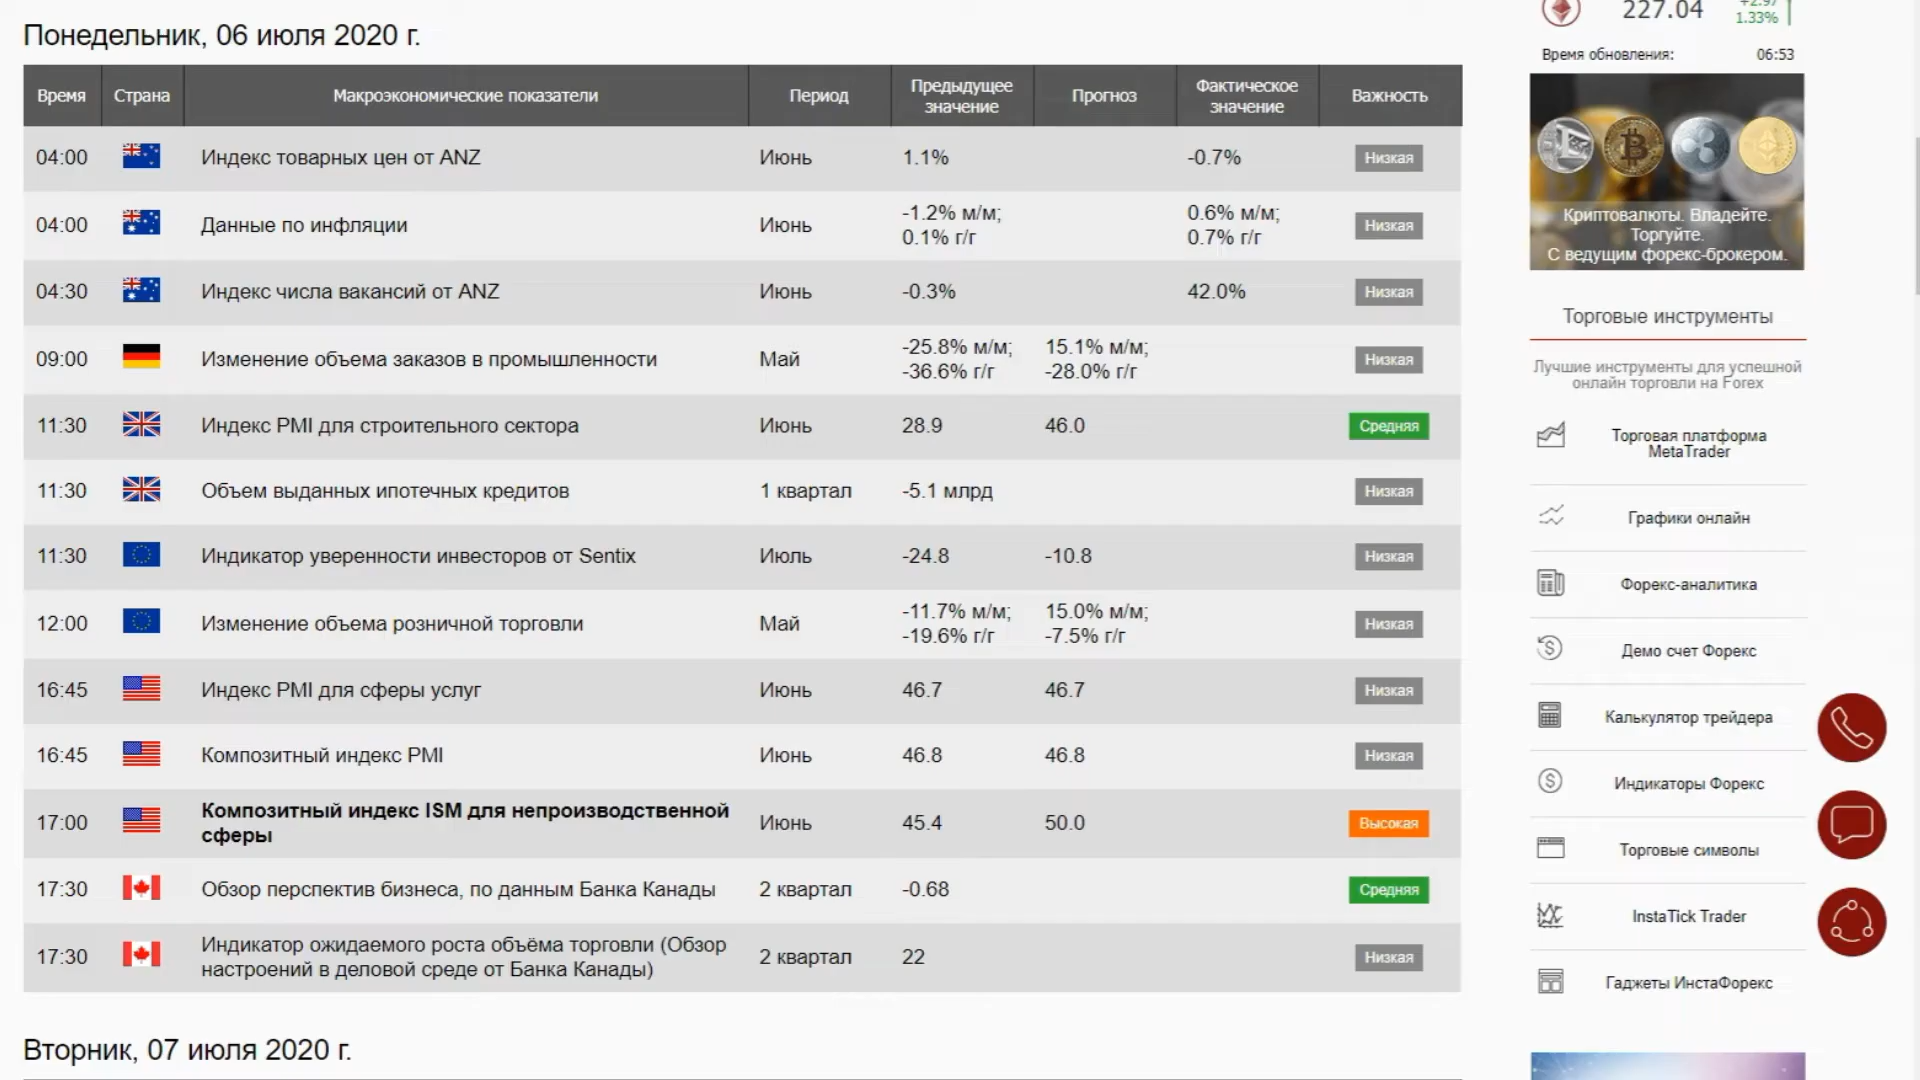 Понедельник, 06 июля 2020 г.
Время Страна Макроэкономические показатели Период Предыдущее значение Прогноз Фактическое значение Важность
04:00 Индекс товарных цен от ANZ Июнь 1.1% -0.7% Низкая
04:00 Данные по инфляции Июнь -1.2% м/м; 0.1% г/г 0.6% м/м; 0.7% г/г Низкая
04:30 Индекс числа вакансий от ANZ Июнь -0.3% 42.0% Низкая
09:00 Изменение объема заказов в промышленности Май -25.8% м/м; -36.6% г/г 15.1% м/м; -28.0% г/г Низкая
11:30 Индекс PMI для строительного сектора Июнь 28.9 46.0 Средняя
11:30 Объем выданных ипотечных кредитов 1 квартал -5.1 млрд Низкая
11:30 Индикатор уверенности инвесторов от Sentix Июль -24.8 -10.8 Низкая
12:00 Изменение объема розничной торговли Май -11.7% м/м; -19.6% г/г 15.0% м/м; -7.5% г/г Низкая
16:45 Индекс PMI для сферы услуг Июнь 46.7 46.7 Низкая
16:45 Композитный индекс PMI Июнь 46.8 46.8 Низкая
17:00 Композитный индекс ISM для непроизводственной сферы Июнь 45.4 50.0 Высокая
17:30 Обзор перспектив бизнеса, по данным Банка Канады 2 квартал -0.68 Средняя
17:30 Индикатор ожидаемого роста объёма торговли (Обзор настроений в деловой среде от Банка Канады) 2 квартал 22 Низкая
Вторник, 07 июля 2020 г.
227.04
+2.97
1.33%
Время обновления: 06:53
Криптовалюты. Владейте.
Торгуйте.
С ведущим форекс-брокером.
Торговые инструменты
Лучшие инструменты для успешной
онлайн торговли на Forex
Торговая платформа
MetaTrader
Графики онлайн
Форекс-аналитика
Демо счет Форекс
Калькулятор трейдера
Индикаторы Форекс
Торговые символы
InstaTick Trader
Гаджеты ИнстаФорекс